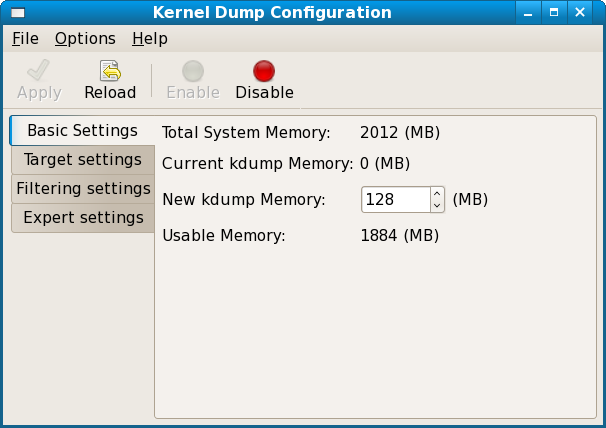 Kernel Dump Configuration
File Options Help
Apply Reload Enable Disable
Basic Settings
Target settings
Filtering settings
Expert settings
Total System Memory: 2012 (MB)
Current kdump Memory: 0 (MB)
New kdump Memory: 128 (MB)
Usable Memory: 1884 (MB)